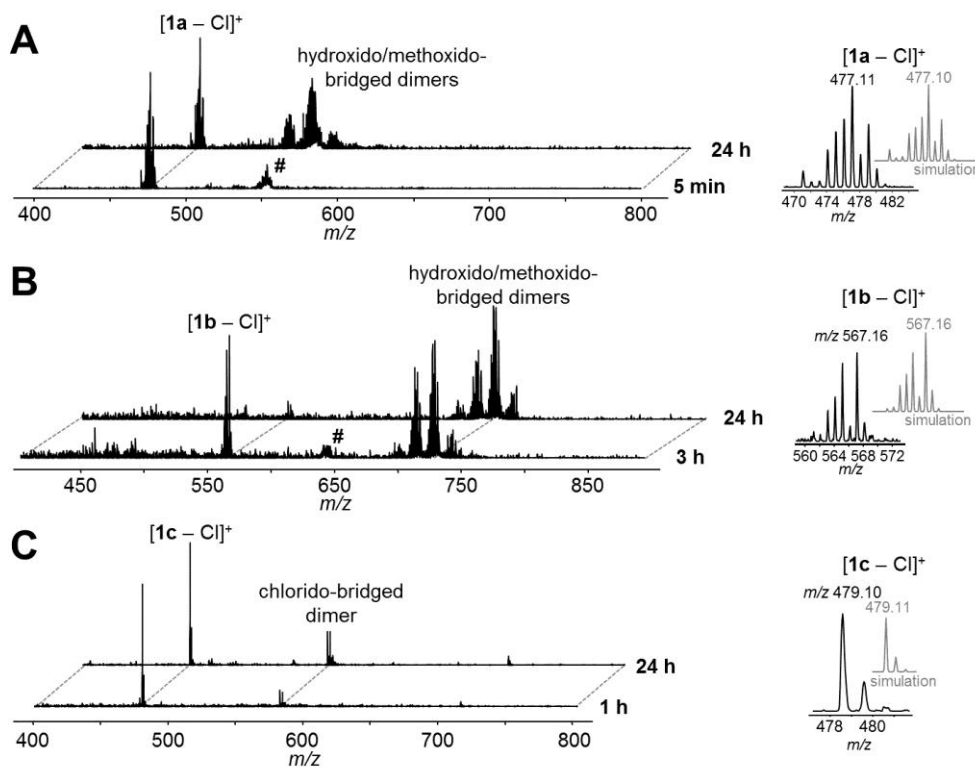 A
[1a – Cl]+
hydroxido/methoxido-
bridged dimers
24 h
#
5 min
400 500 600 700 800
m/z
[1a – Cl]+
477.11
477.10
simulation
470 474 478 482
m/z
B
hydroxido/methoxido-
bridged dimers
[1b – Cl]+
24 h
#
3 h
450 550 650 750 850
m/z
[1b – Cl]+
m/z 567.16
567.16
simulation
560 564 568 572
m/z
C
[1c – Cl]+
chlorido-bridged
dimer
24 h
1 h
400 500 600 700 800
m/z
[1c – Cl]+
m/z 479.10
479.11
simulation
478 480
m/z